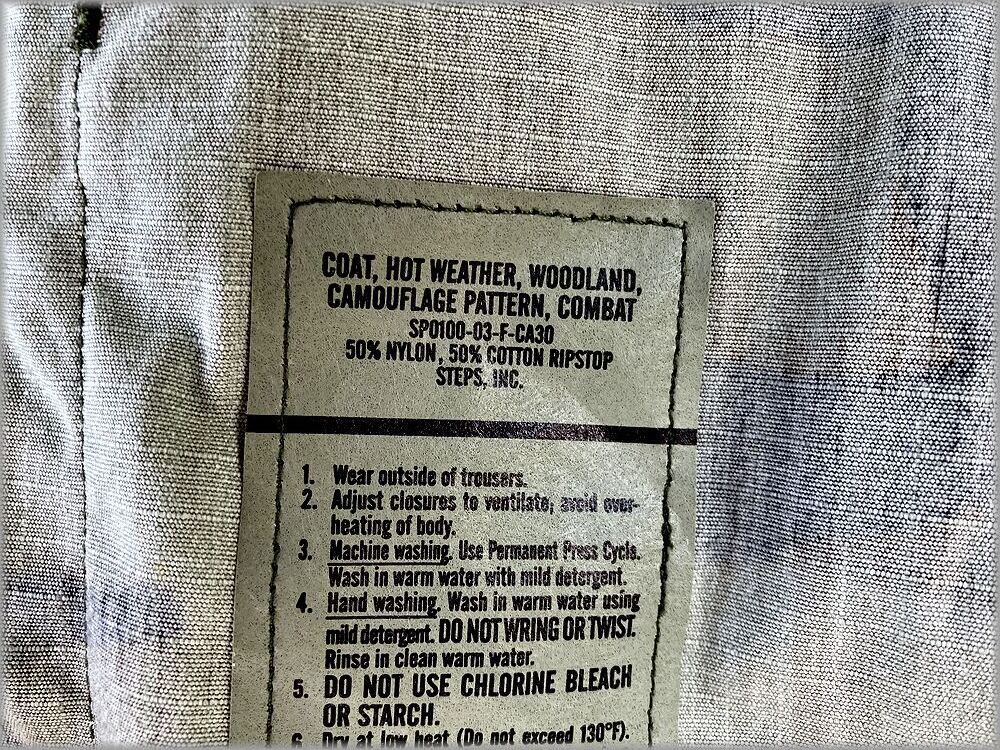 COAT, HOT WEATHER, WOODLAND,
CAMOUFLAGE PATTERN, COMBAT
SPO100-03-F-CA30
50% NYLON, 50% COTTON RIPSTOP
STEPS, INC.
1. Wear outside of trousers.
2. Adjust closures to ventilate, avoid over-
heating of body.
3. Machine washing. Use Permanent Press Cycle.
Wash in warm water with mild detergent.
4. Hand washing. Wash in warm water using
mild detergent. DO NOT WRING OR TWIST.
Rinse in clean warm water.
5. DO NOT USE CHLORINE BLEACH
OR STARCH.
6. Dry at low heat (Do not exceed 130°F).